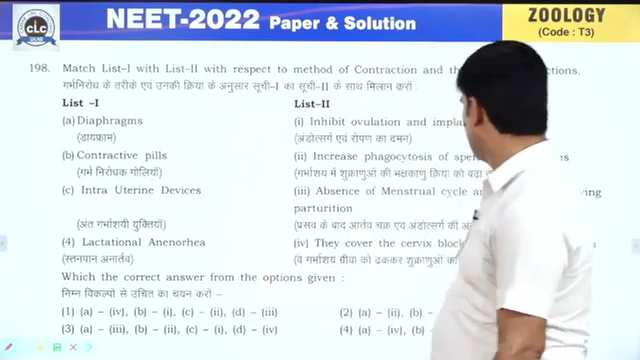 CLC
SIKAR
NEET-2022 Paper & Solution
ZOOLOGY
(Code : T3)
198. Match List–I with List–II with respect to method of Contraction and
गर्भनिरोध के तरीके एवं उनकी क्रिया के अनुसार सूची–I का सूची–II के साथ मिलान करों :
List –I List–II
(a) Diaphragms (i) Inhibit ovulation and
(डायफ्राम) (अंडोत्सर्ग एवं रोपण का दमन)
(b) Contractive pills (ii) Increase phagocytosis of
(गर्भ निरोधक गोलियाँ) (गर्भाशय में शुक्राणुओं की भक्षकाणु क्रिया को
(c) Intra Uterine Devices (iii) Absence of Menstrual cycle
parturition
(अंत गर्भाशयी युक्तियाँ) (प्रसव के बाद आर्तव चक्र एवं अंडोत्सर्ग की
(4) Lactational Anenorhea (iv) They cover the cervix
(स्तनपान अनार्तव) (वे गर्भाशय ग्रीवा को ढककर शुक्राणुओं
Which the correct answer from the options given :
निम्न विकल्पों से उचित का चयन करों –
(1) (a) – (iv), (b) – (i), (c) – (ii), (d) – (iii) (2) (a) – (ii), (b) –
(3) (a) – (iii), (b) – (ii), (c) – (i), (d) – (iv) (4) (a) – (iv), (b) –